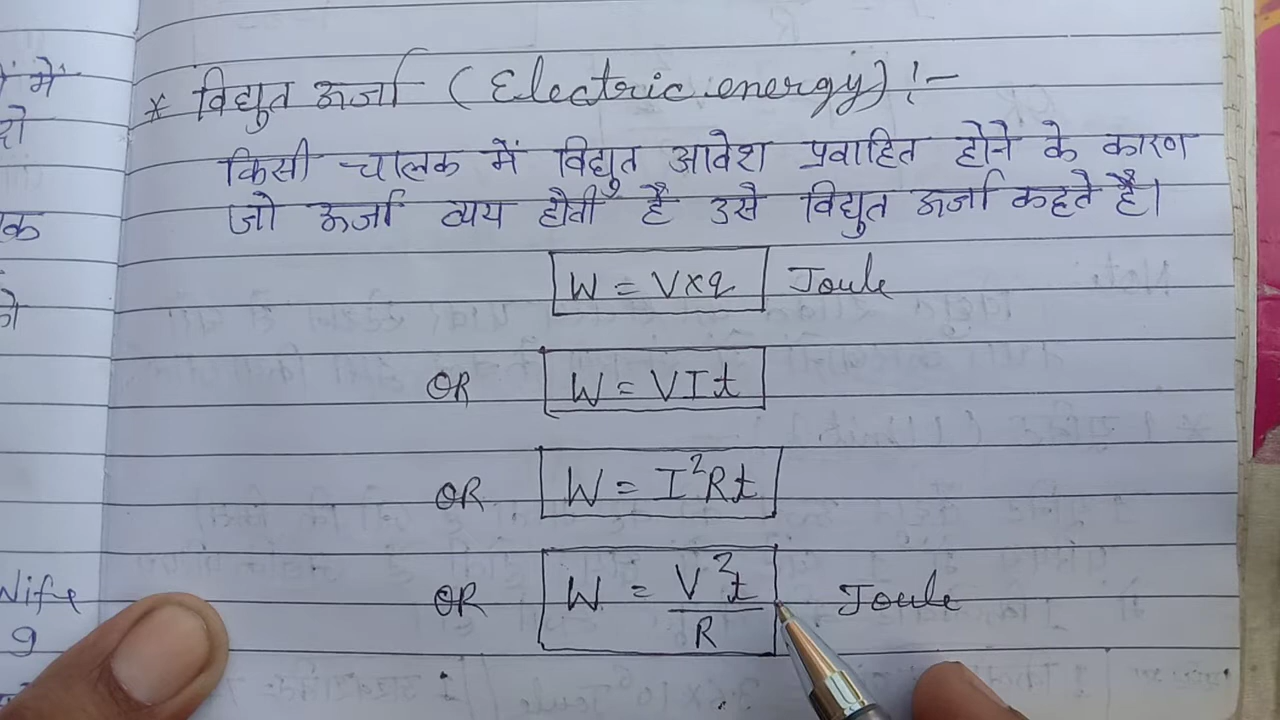 * विद्युत ऊर्जा (Electric energy) :-
किसी चालक में विद्युत आवेश प्रवाहित होने के कारण
जो ऊर्जा व्यय होती है उसे विद्युत ऊर्जा कहते हैं।
W = V×q Joule
OR W = VIt
OR W = I²Rt
OR W = V²t/R Joule
में
क
को
9